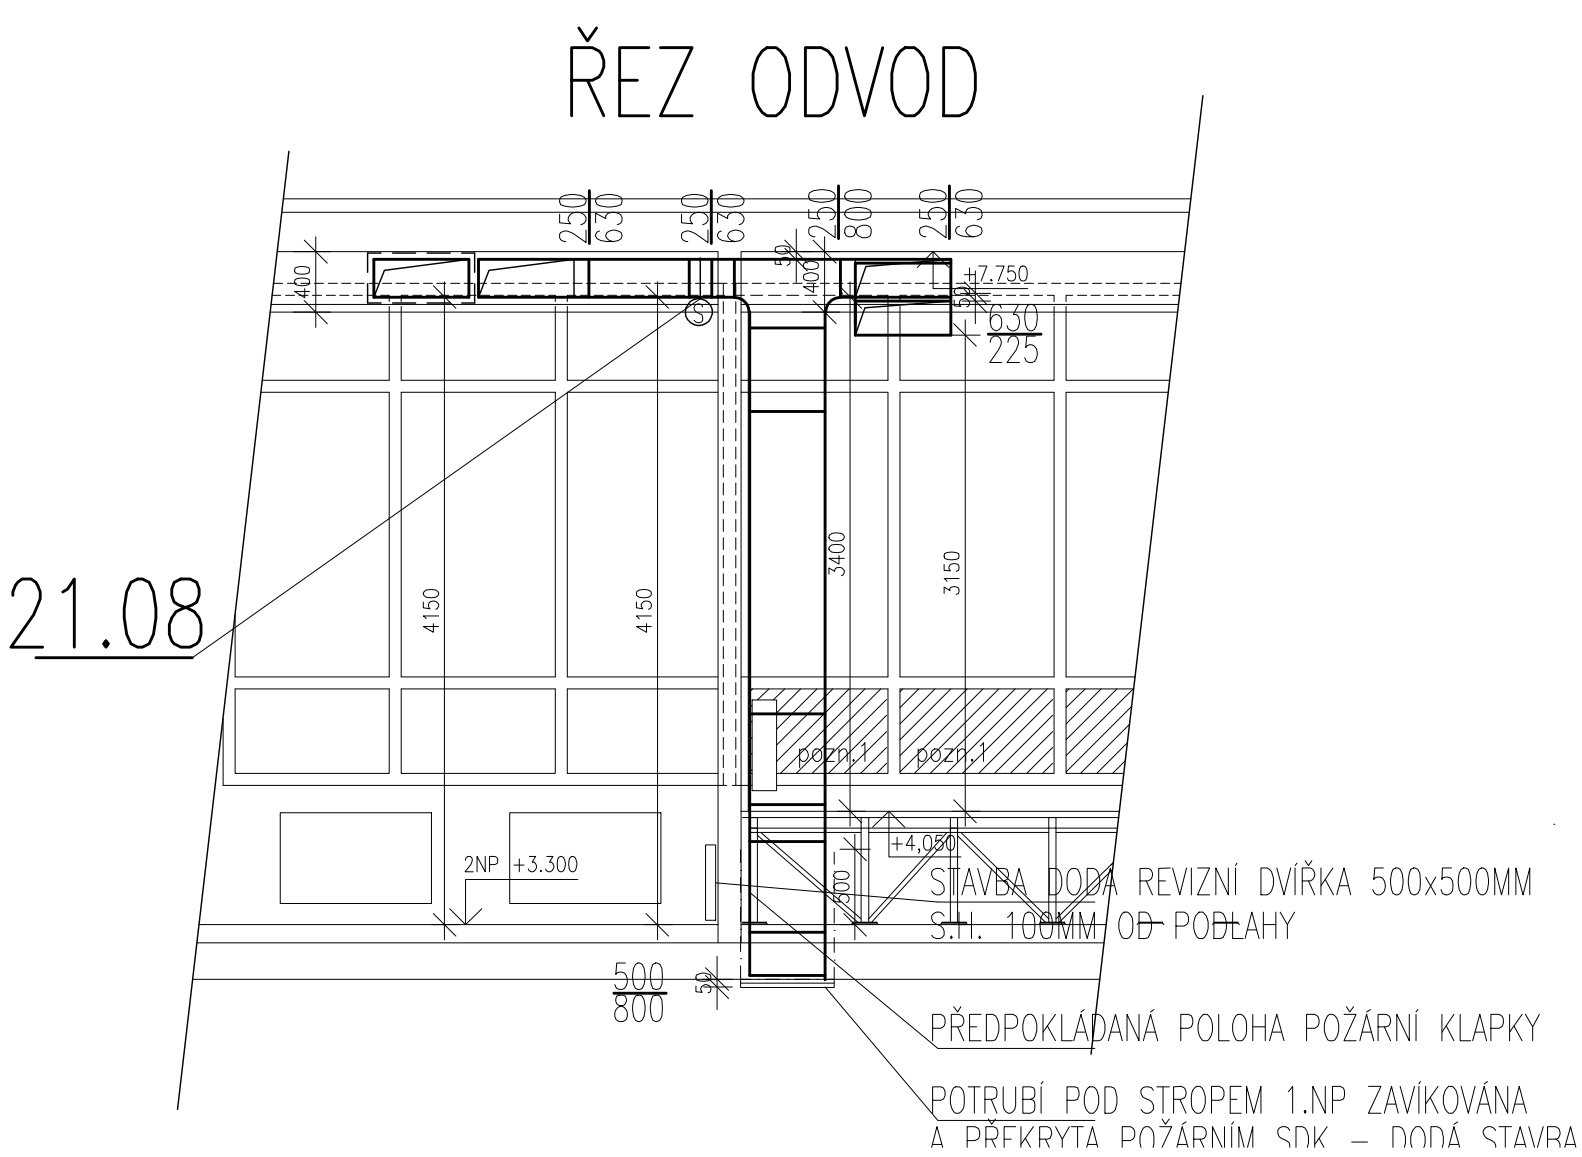 ŘEZ ODVOD
250
630
250
630
250
800
250
630
400
50
400
+7.750
50
630
225
S
21.08
4150
4150
3400
3150
pozn.1
pozn.1
2NP +3.300
+4,050
500
STAVBA DODÁ REVIZNÍ DVÍŘKA 500x500MM
S.H. 100MM OD PODLAHY
500
800
50
PŘEDPOKLÁDANÁ POLOHA POŽÁRNÍ KLAPKY
POTRUBÍ POD STROPEM 1.NP ZAVÍKOVÁNA
A PŘEKRYTA POŽÁRNÍM SDK – DODÁ STAVBA